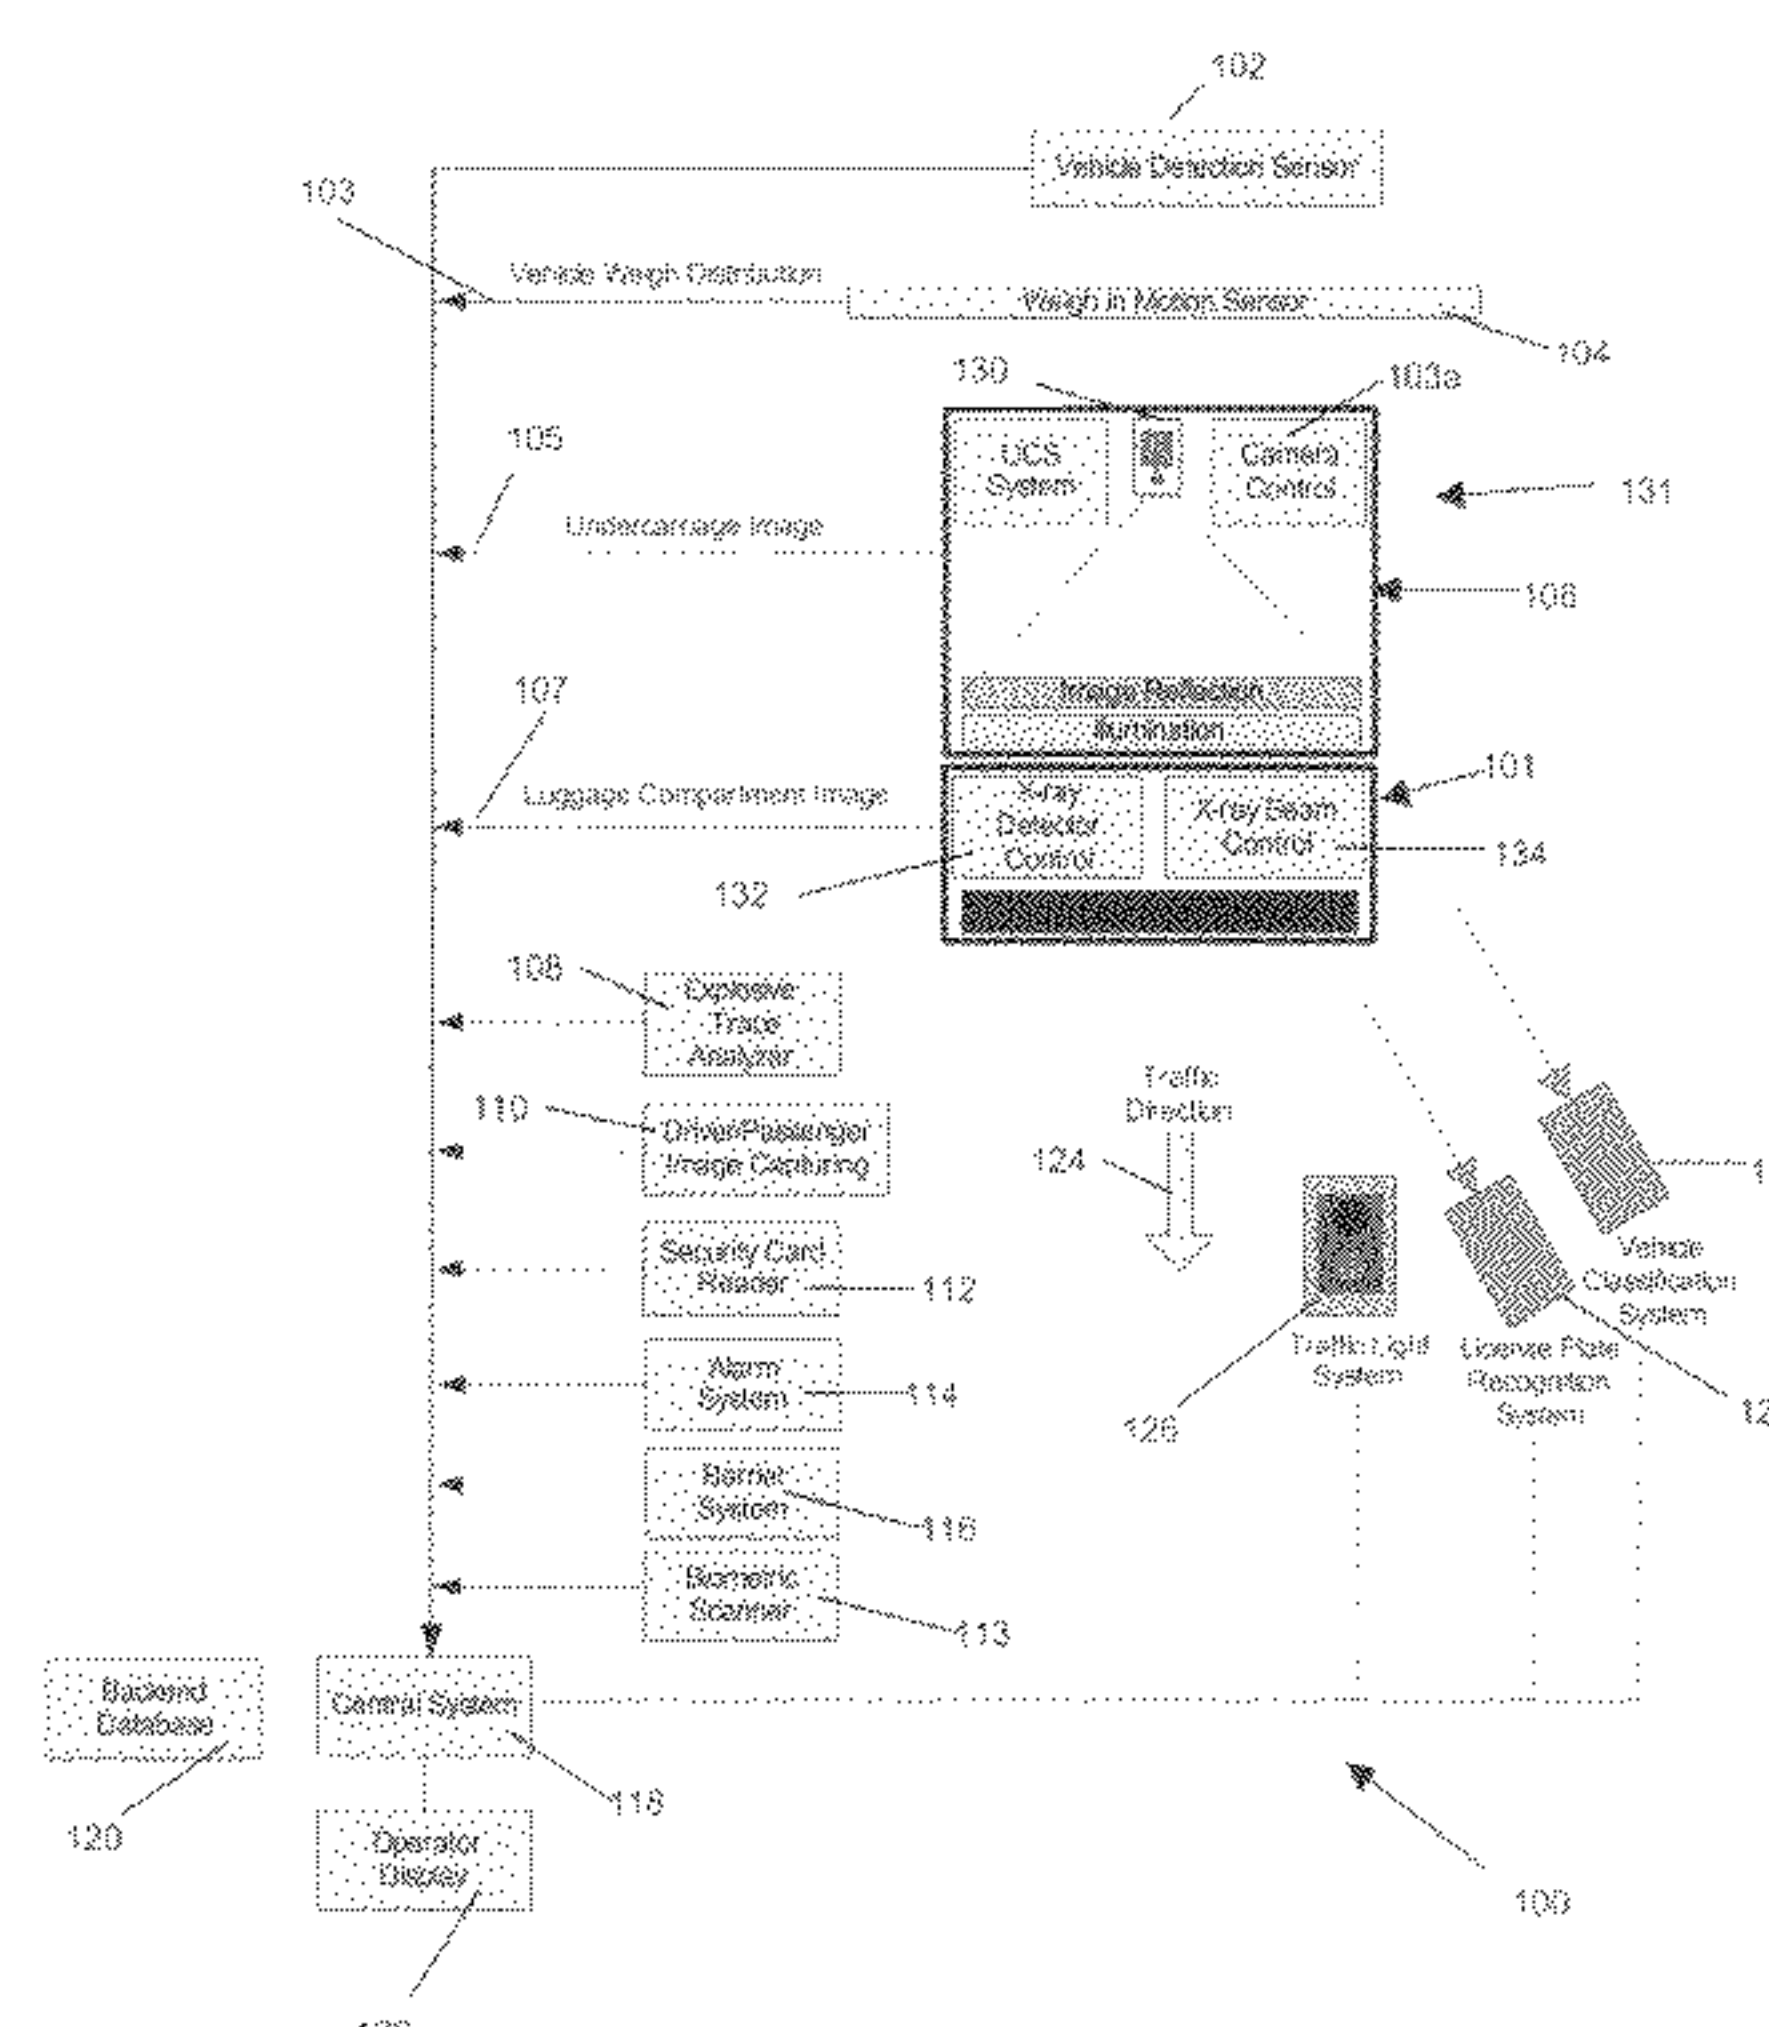 102
Vehicle Detection Sensor
103
Vehicle Weigh Distribution
Weigh in Motion Sensor
104
130
103a
105
UCS
System
Camera
Control
131
Undercarriage Image
106
107
Image Reflection
Illumination
101
Luggage Compartment Image
X-ray
Detector
Control
X-ray Beam
Control
134
132
108
Explosive
Trace
Analyzer
Traffic
Direction
110
Driver/Passenger
Image Capturing
124
Security Card
Reader
112
Vehicle
Classification
System
Traffic Light
System
License Plate
Recognition
System
Alarm
System
114
126
Barrier
System
116
Biometric
Scanner
113
Backend
Database
Central System
118
120
Operator
Display
100